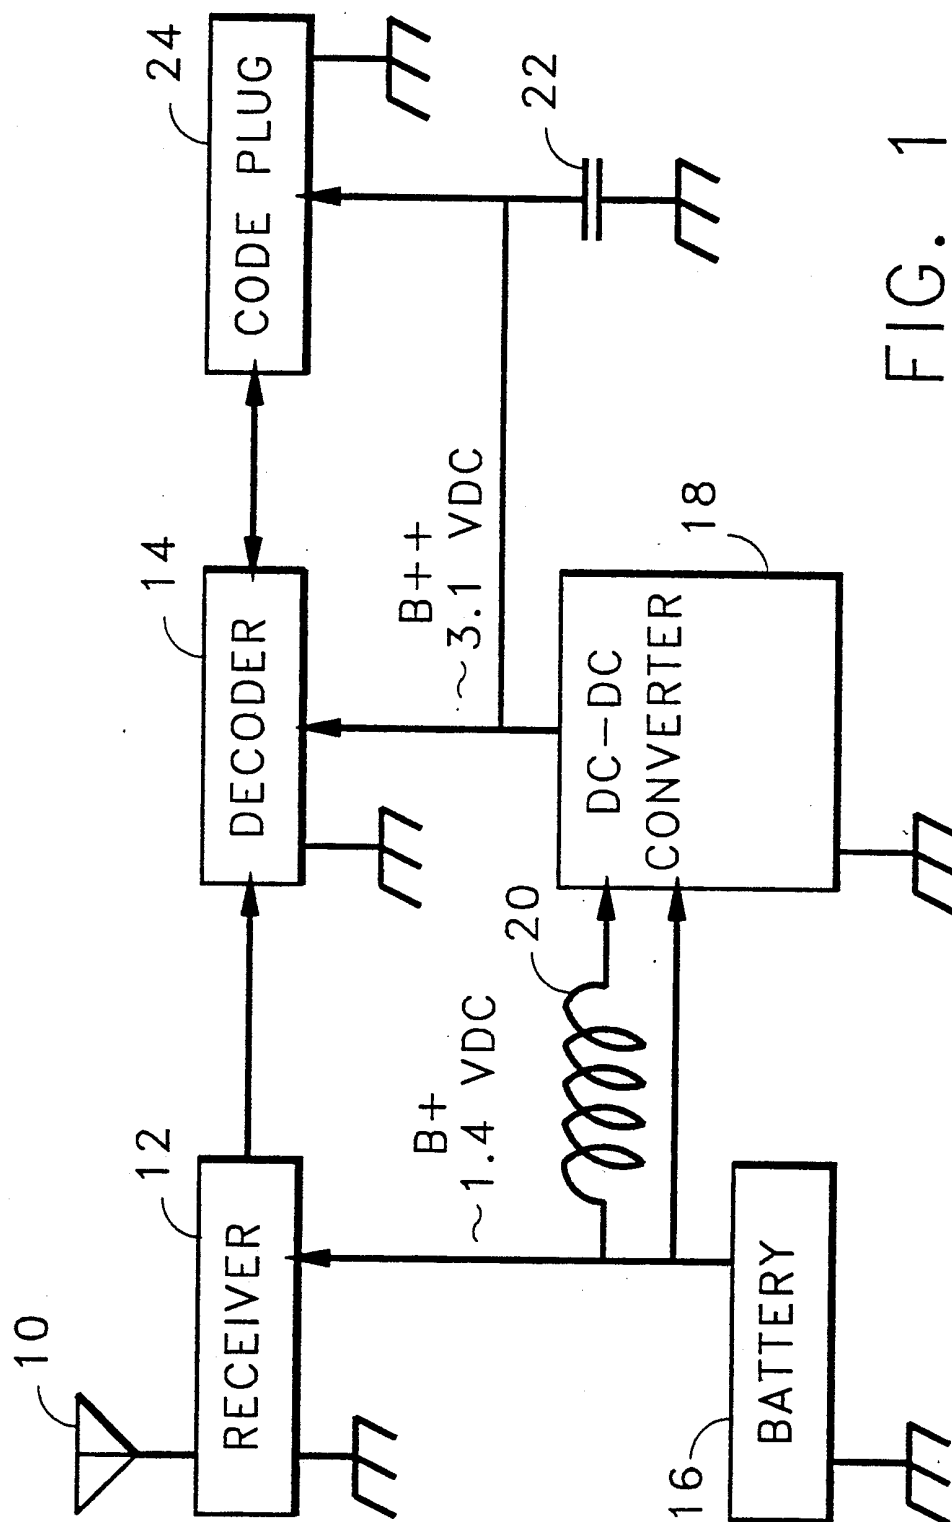 10
12
RECEIVER
14
DECODER
24
CODE PLUG
B+
~1.4 VDC
B++
~3.1 VDC
20
22
16
BATTERY
DC-DC
CONVERTER
18
FIG. 1